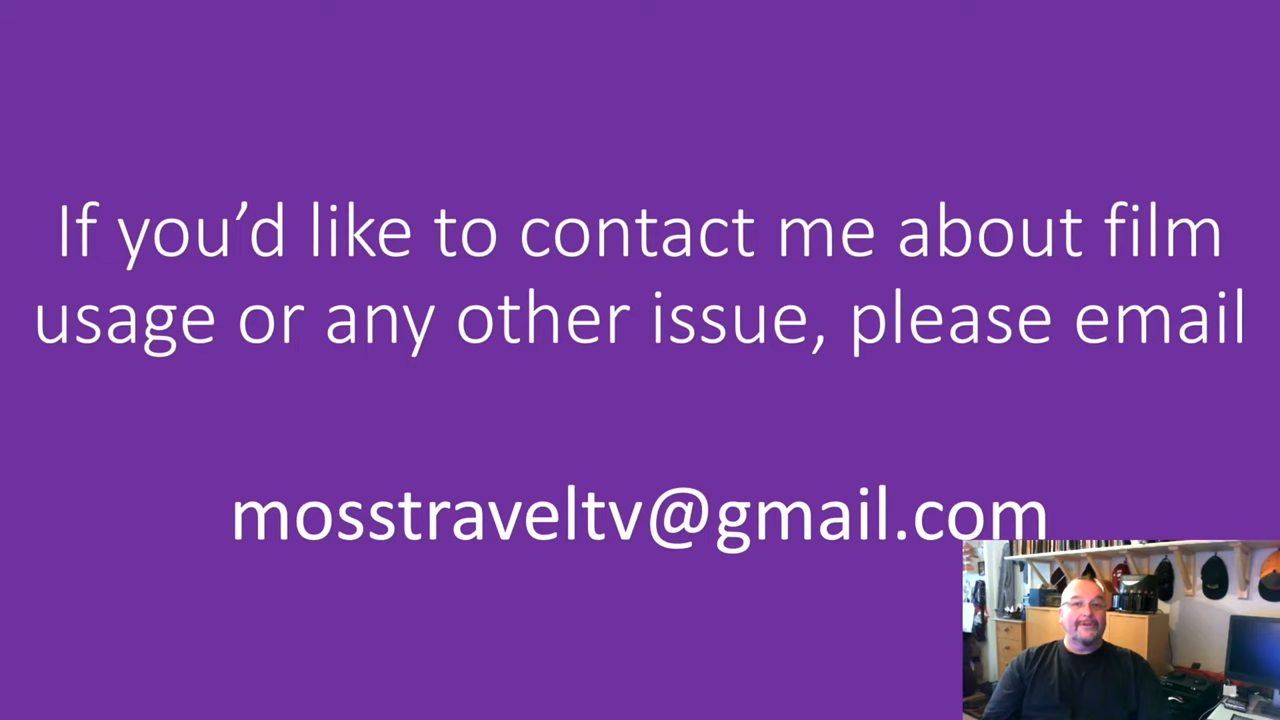 If you’d like to contact me about film
usage or any other issue, please email
mosstraveltv@gmail.com